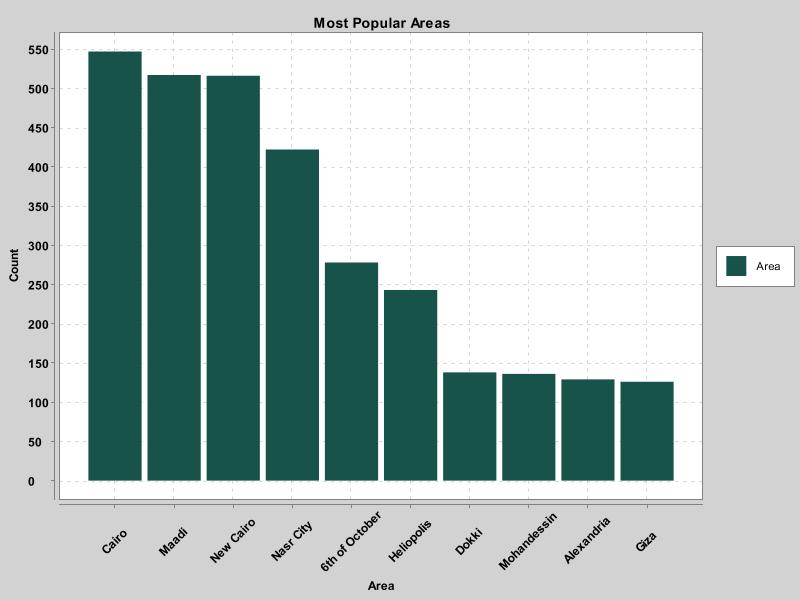 Most Popular Areas
550
500
450
400
350
300
250
200
150
100
50
0
Count
Cairo
Maadi
New Cairo
Nasr City
6th of October
Heliopolis
Dokki
Mohandessin
Alexandria
Giza
Area
Area